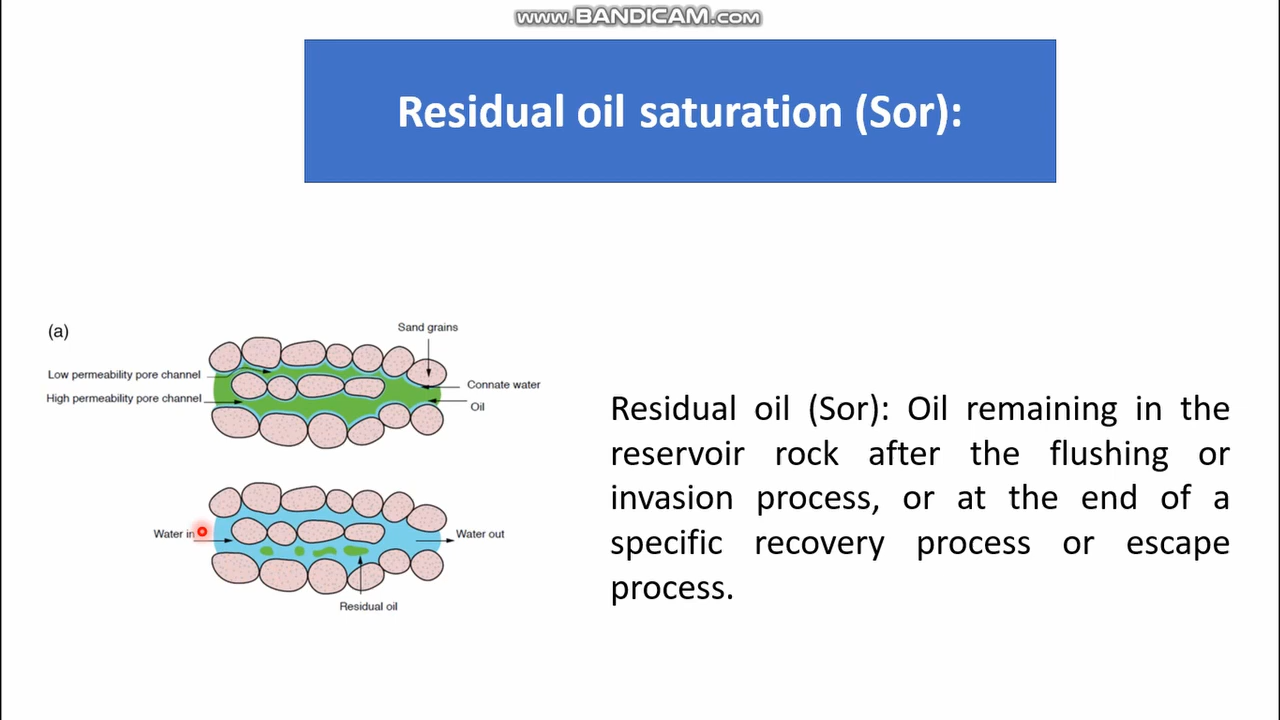 www.BANDICAM.com
Residual oil saturation (Sor):
(a)
Sand grains
Low permeability pore channel
Connate water
High permeability pore channel
Oil
Water in
Water out
Residual oil
Residual oil (Sor): Oil remaining in the
reservoir rock after the flushing or
invasion process, or at the end of a
specific recovery process or escape
process.